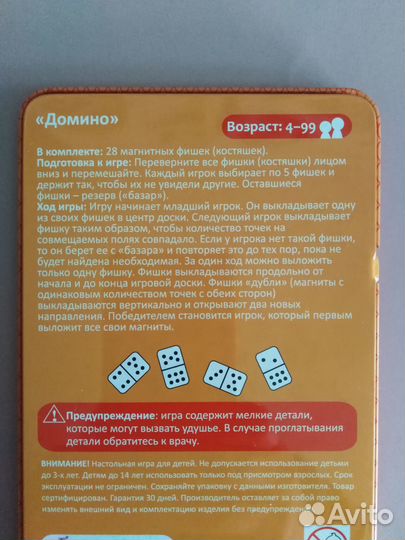 «Домино»
Возраст: 4–99
В комплекте: 28 магнитных фишек (костяшек).
Подготовка к игре: Переверните все фишки (костяшки) лицом
вниз и перемешайте. Каждый игрок выбирает по 5 фишек и
держит так, чтобы их не увидели другие. Оставшиеся
фишки – резерв («базар»).
Ход игры: Игру начинает младший игрок. Он выкладывает одну
из своих фишек в центр доски. Следующий игрок выкладывает
фишку таким образом, чтобы количество точек на
совмещаемых полях совпадало. Если у игрока нет такой фишки,
то он берет ее с «базара» и повторяет это до тех пор, пока не
будет найдена необходимая. За один ход можно выложить
только одну фишку. Фишки выкладываются продольно от
начала и до конца игровой доски. Фишки «дубли» (магниты с
одинаковым количеством точек с обеих сторон)
выкладываются вертикально и открывают два новых
направления. Победителем становится игрок, который первым
выложит все свои магниты.
Предупреждение: игра содержит мелкие детали,
которые могут вызвать удушье. В случае проглатывания
детали обратитесь к врачу.
ВНИМАНИЕ! Настольная игра для детей. Не допускается использование детьми
до 3-х лет. Детям до 14 лет использовать только под присмотром взрослых. Срок
эксплуатации не ограничен. Сохраняйте упаковку с данными изготовителя. Товар
сертифицирован. Гарантия 30 дней. Производитель оставляет за собой право
изменять внешний вид и комплектацию изделия без предупреждения.
Avito